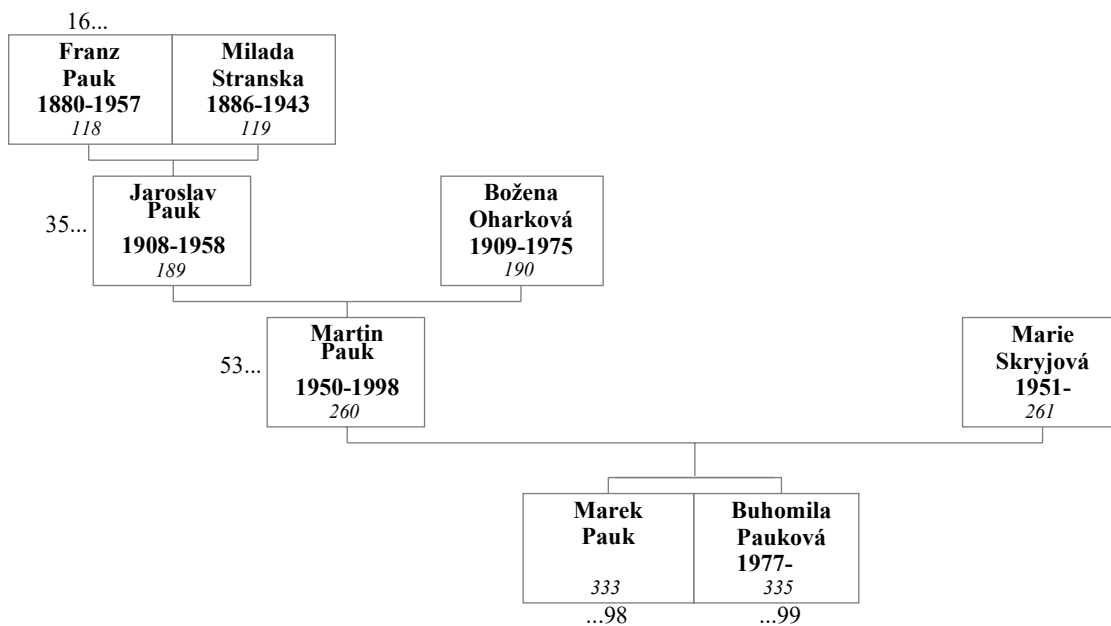 16...
Franz
Pauk
1880-1957
118
Milada
Stranska
1886-1943
119
35...
Jaroslav
Pauk
1908-1958
189
Božena
Oharková
1909-1975
190
53...
Martin
Pauk
1950-1998
260
Marie
Skryjová
1951-
261
Marek
Pauk
333
...98
Buhomila
Pauková
1977-
335
...99